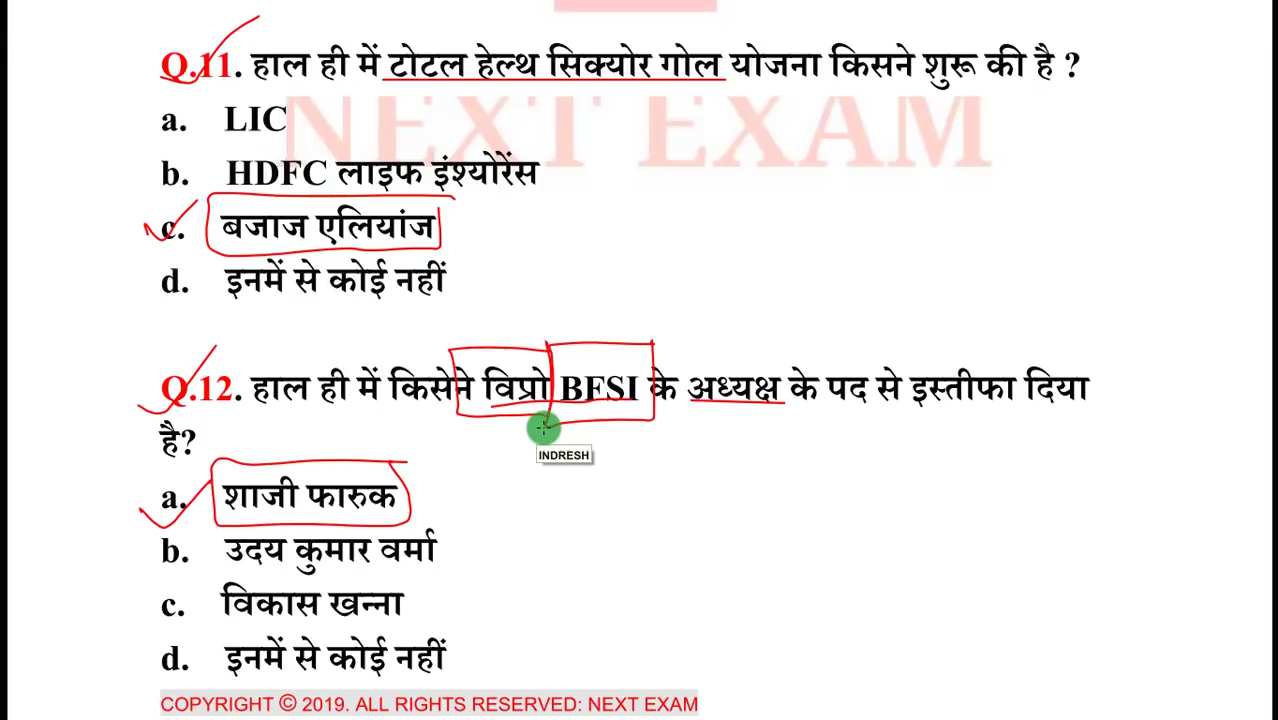 Q.11. हाल ही में टोटल हेल्थ सिक्योर गोल योजना किसने शुरू की है ?
NEXT EXAM
a. LIC
b. HDFC लाइफ इंश्योरेंस
c. बजाज एलियांज
d. इनमें से कोई नहीं
Q.12. हाल ही में किसेने विप्रो BFSI के अध्यक्ष के पद से इस्तीफा दिया
है?
INDRESH
a. शाजी फारुक
b. उदय कुमार वर्मा
c. विकास खन्ना
d. इनमें से कोई नहीं
COPYRIGHT © 2019. ALL RIGHTS RESERVED: NEXT EXAM